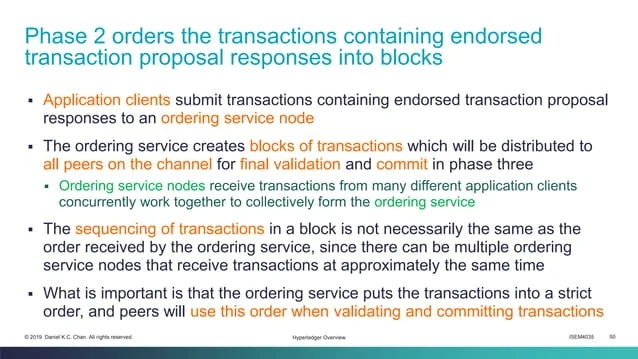 Phase 2 orders the transactions containing endorsed
transaction proposal responses into blocks
▪ Application clients submit transactions containing endorsed transaction proposal
responses to an ordering service node
▪ The ordering service creates blocks of transactions which will be distributed to
all peers on the channel for final validation and commit in phase three
▪ Ordering service nodes receive transactions from many different application clients
concurrently work together to collectively form the ordering service
▪ The sequencing of transactions in a block is not necessarily the same as the
order received by the ordering service, since there can be multiple ordering
service nodes that receive transactions at approximately the same time
▪ What is important is that the ordering service puts the transactions into a strict
order, and peers will use this order when validating and committing transactions
© 2019 Daniel K.C. Chan. All rights reserved.
Hyperledger Overview
ISEM4035
50